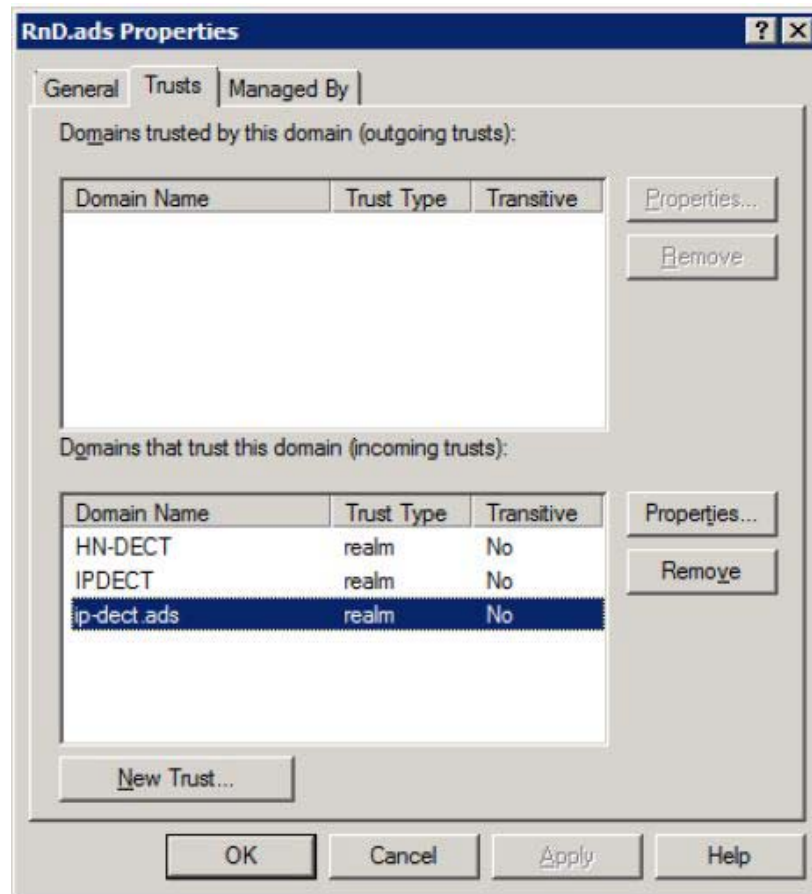 RnD.ads Properties
General Trusts Managed By
Domains trusted by this domain (outgoing trusts):
Domain Name Trust Type Transitive
Properties...
Remove
Domains that trust this domain (incoming trusts):
Domain Name Trust Type Transitive
Properties...
HN-DECT realm No
IPDECT realm No
Remove
ip-dect.ads realm No
New Trust...
OK Cancel Apply Help